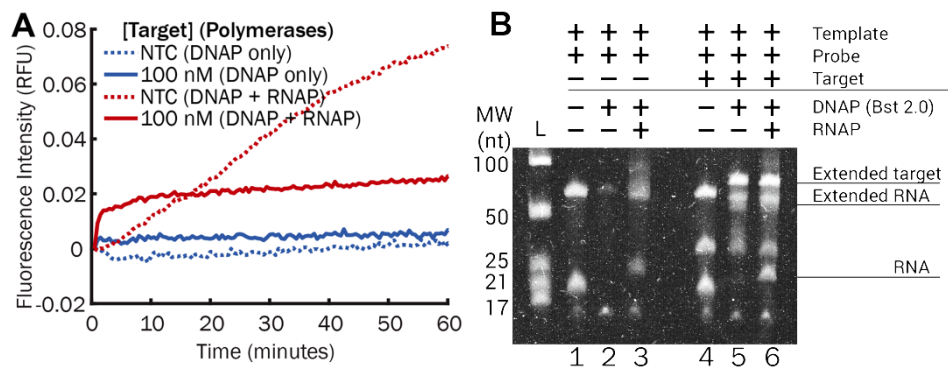 A
[Target] (Polymerases)
NTC (DNAP only)
100 nM (DNAP only)
NTC (DNAP + RNAP)
100 nM (DNAP + RNAP)
Fluorescence Intensity (RFU)
0.08
0.06
0.04
0.02
0
-0.02
0 10 20 30 40 50 60
Time (minutes)
B
+ + + + + + Template
+ + + + + + Probe
− − − + + + Target
− + + − + + DNAP (Bst 2.0)
− − + − − + RNAP
MW
(nt)
L
100
50
25
21
17
Extended target
Extended RNA
RNA
1 2 3 4 5 6